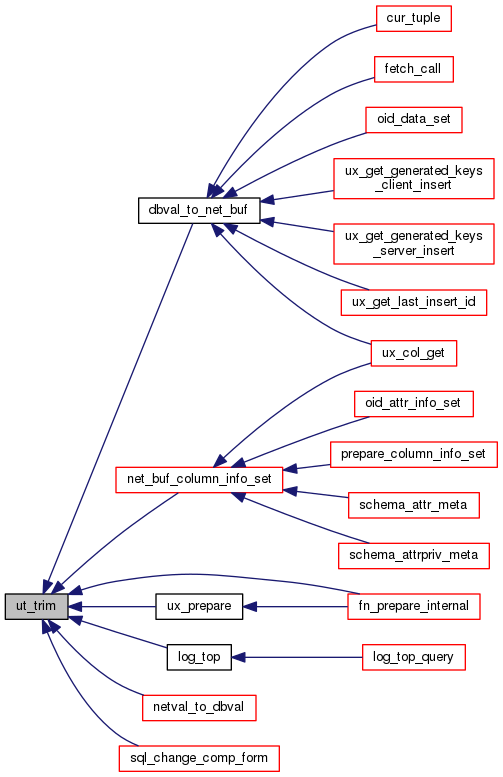 cur_tuple
fetch_call
oid_data_set
ux_get_generated_keys
_client_insert
dbval_to_net_buf
ux_get_generated_keys
_server_insert
ux_get_last_insert_id
ux_col_get
oid_attr_info_set
prepare_column_info_set
net_buf_column_info_set
schema_attr_meta
schema_attrpriv_meta
ut_trim
ux_prepare
fn_prepare_internal
log_top
log_top_query
netval_to_dbval
sql_change_comp_form